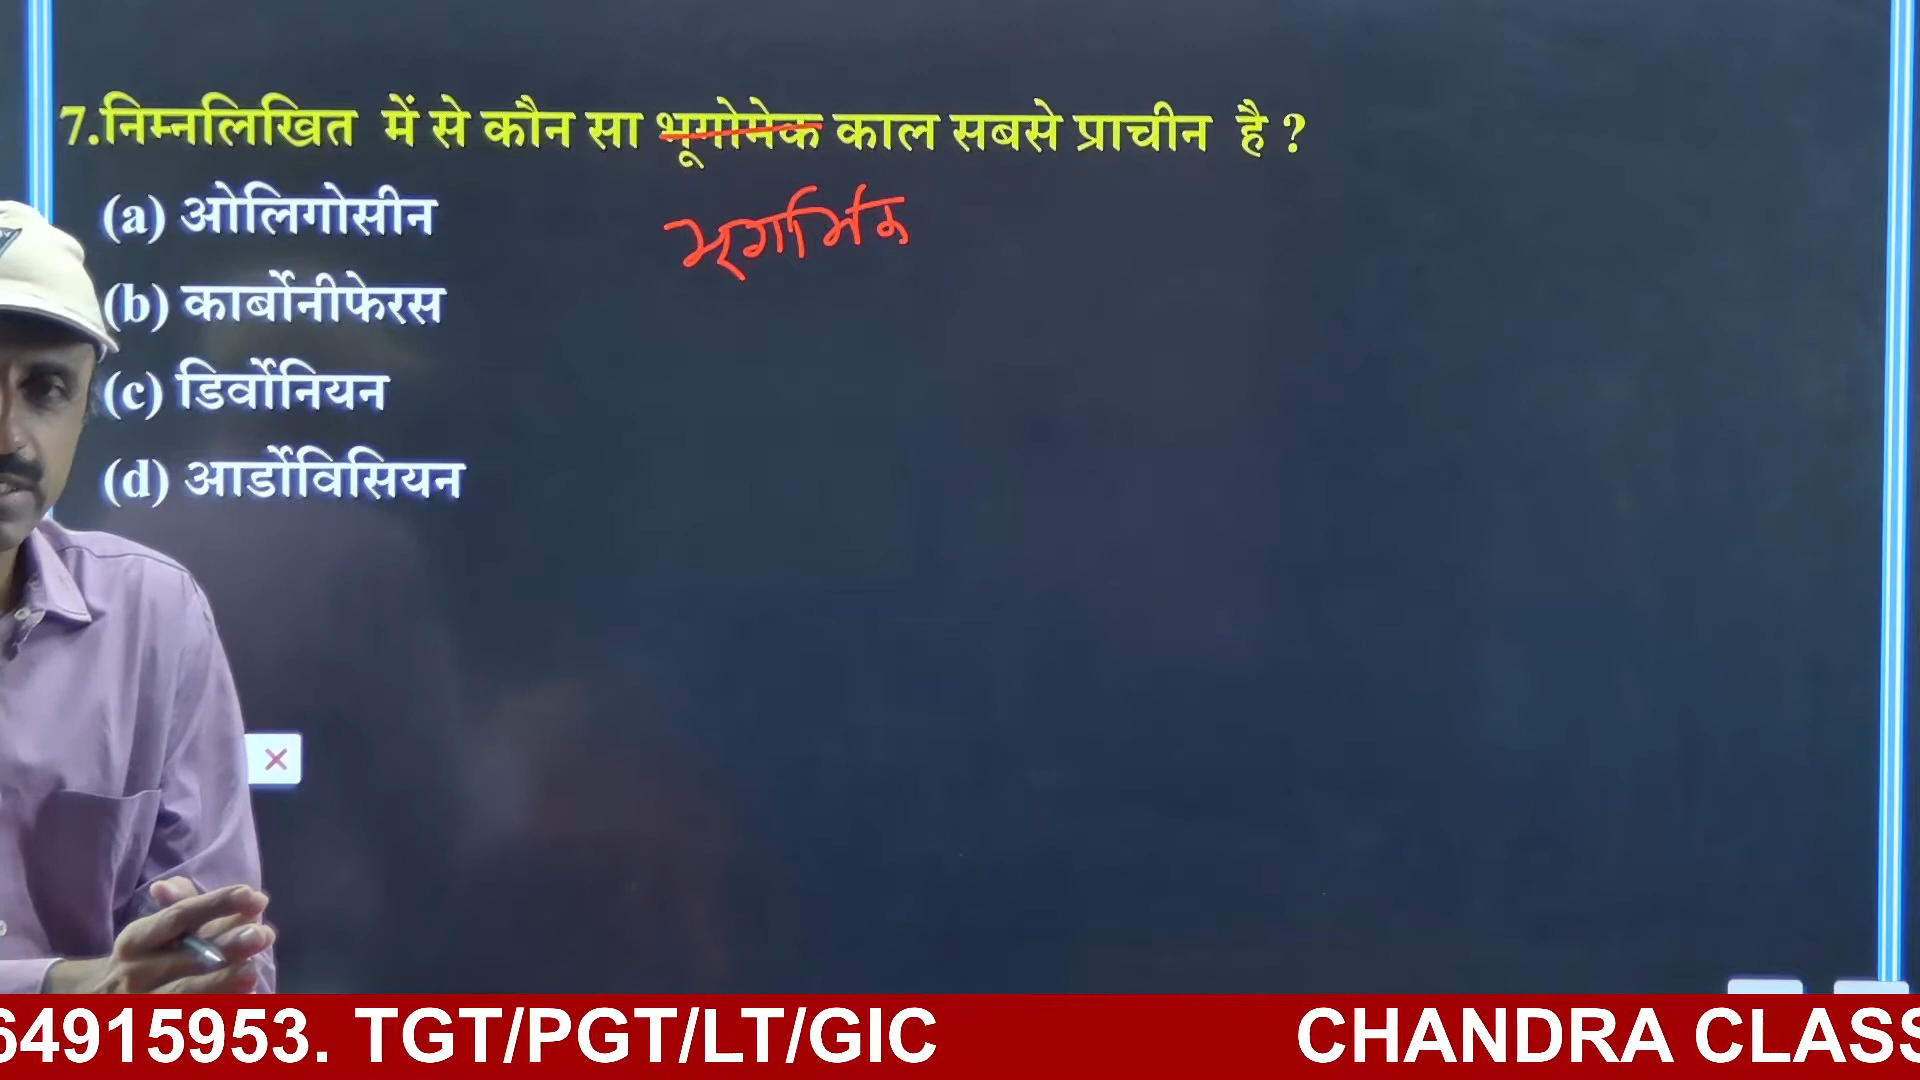 7.निम्नलिखित में से कौन सा भूगोमेक काल सबसे प्राचीन है ?
भूगर्भिक
(a) ओलिगोसीन
(b) कार्बोनीफेरस
(c) डिर्वोनियन
(d) आर्डोविसियन
64915953. TGT/PGT/LT/GIC CHANDRA CLASS